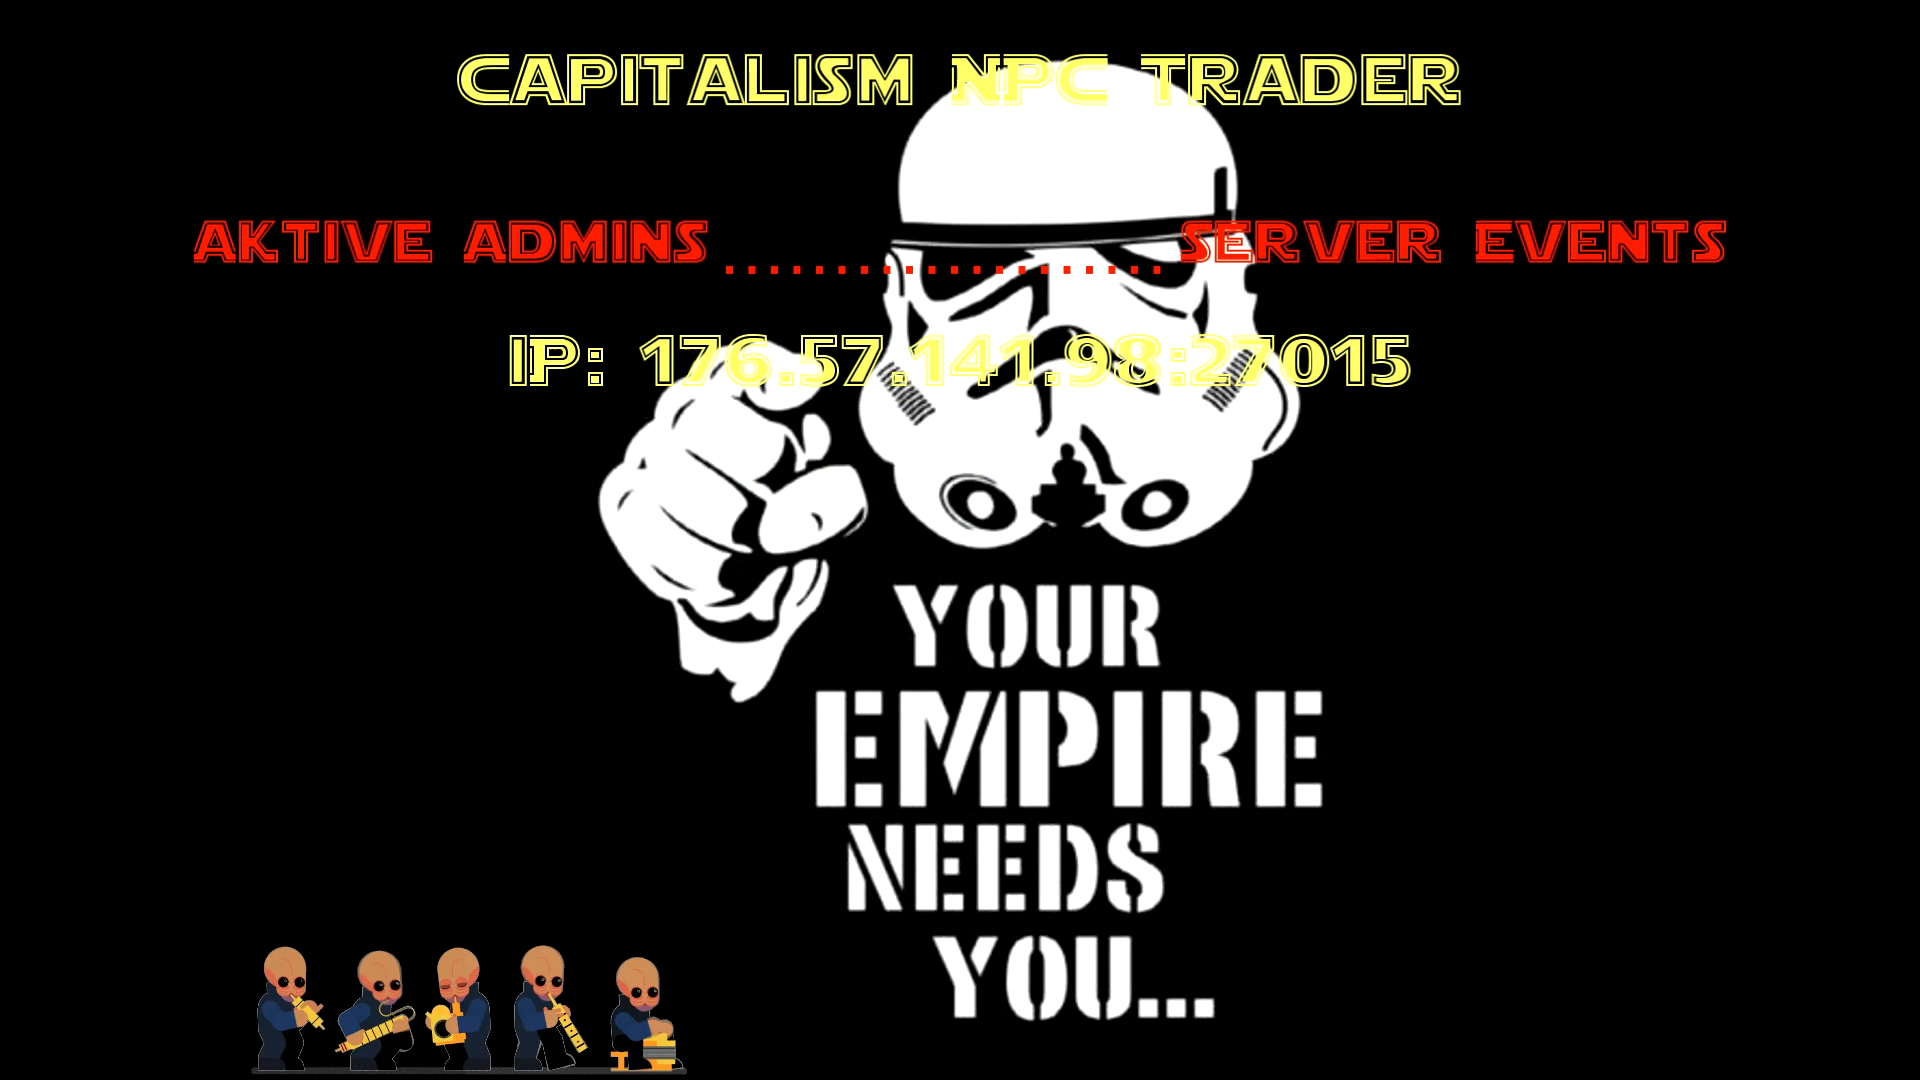 CAPITALISM NPC TRADER
AKTIVE ADMINS .................... SERVER EVENTS
IP: 176.57.141.98:27015
YOUR
EMPIRE
NEEDS
YOU...